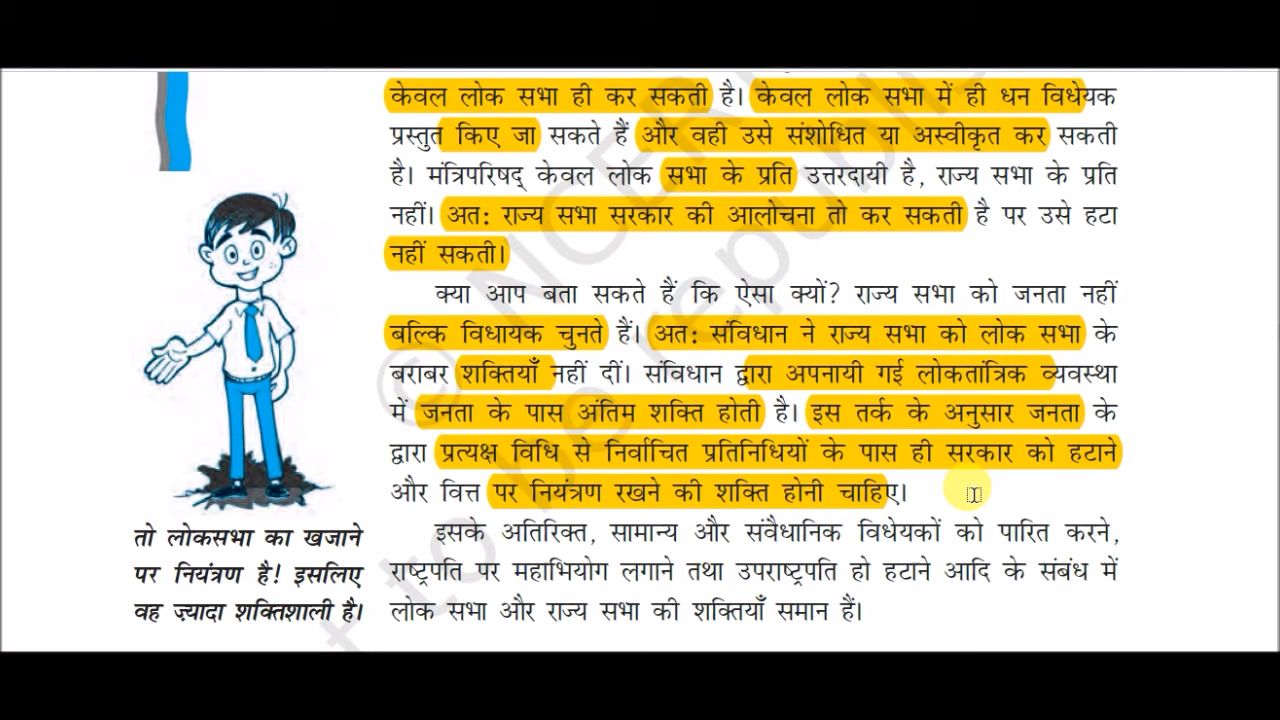 केवल लोक सभा ही कर सकती है। केवल लोक सभा में ही धन विधेयक
प्रस्तुत किए जा सकते हैं और वही उसे संशोधित या अस्वीकृत कर सकती
है। मंत्रिपरिषद् केवल लोक सभा के प्रति उत्तरदायी है, राज्य सभा के प्रति
नहीं। अत: राज्य सभा सरकार की आलोचना तो कर सकती है पर उसे हटा
नहीं सकती।
क्या आप बता सकते हैं कि ऐसा क्यों? राज्य सभा को जनता नहीं
बल्कि विधायक चुनते हैं। अत: संविधान ने राज्य सभा को लोक सभा के
बराबर शक्तियाँ नहीं दीं। संविधान द्वारा अपनायी गई लोकतांत्रिक व्यवस्था
में जनता के पास अंतिम शक्ति होती है। इस तर्क के अनुसार जनता के
द्वारा प्रत्यक्ष विधि से निर्वाचित प्रतिनिधियों के पास ही सरकार को हटाने
और वित्त पर नियंत्रण रखने की शक्ति होनी चाहिए।
इसके अतिरिक्त, सामान्य और संवैधानिक विधेयकों को पारित करने,
राष्ट्रपति पर महाभियोग लगाने तथा उपराष्ट्रपति हो हटाने आदि के संबंध में
लोक सभा और राज्य सभा की शक्तियाँ समान हैं।
तो लोकसभा का खजाने
पर नियंत्रण है! इसलिए
वह ज़्यादा शक्तिशाली है।